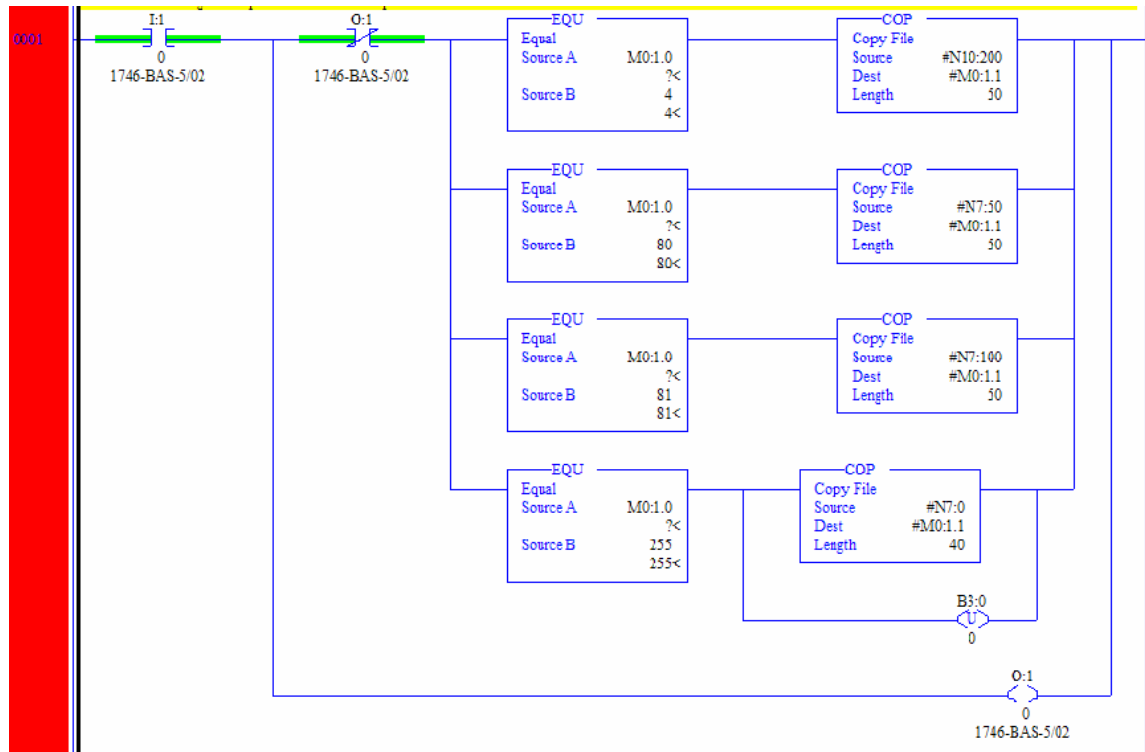 I:1 O:1
0001
0 0
1746-BAS-5/02 1746-BAS-5/02
EQU
Equal
Source A M0:1.0
?<
Source B 4
4<
COP
Copy File
Source #N10:200
Dest #M0:1.1
Length 50
EQU
Equal
Source A M0:1.0
?<
Source B 80
80<
COP
Copy File
Source #N7:50
Dest #M0:1.1
Length 50
EQU
Equal
Source A M0:1.0
?<
Source B 81
81<
COP
Copy File
Source #N7:100
Dest #M0:1.1
Length 50
EQU
Equal
Source A M0:1.0
?<
Source B 255
255<
COP
Copy File
Source #N7:0
Dest #M0:1.1
Length 40
B3:0
U
0
O:1
0
1746-BAS-5/02